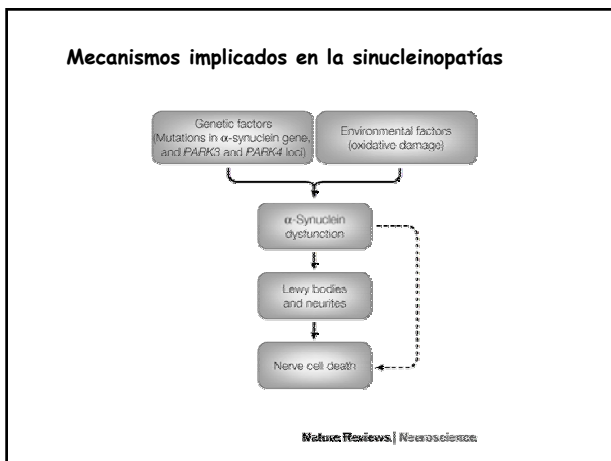 Mecanismos implicados en la sinucleinopatías
Genetic factors
(Mutations in α-synuclein gene,
and PARK3 and PARK4 loci)
Environmental factors
(oxidative damage)
α-Synuclein
dysfunction
Lewy bodies
and neurites
Nerve cell death
Nature Reviews | Neuroscience